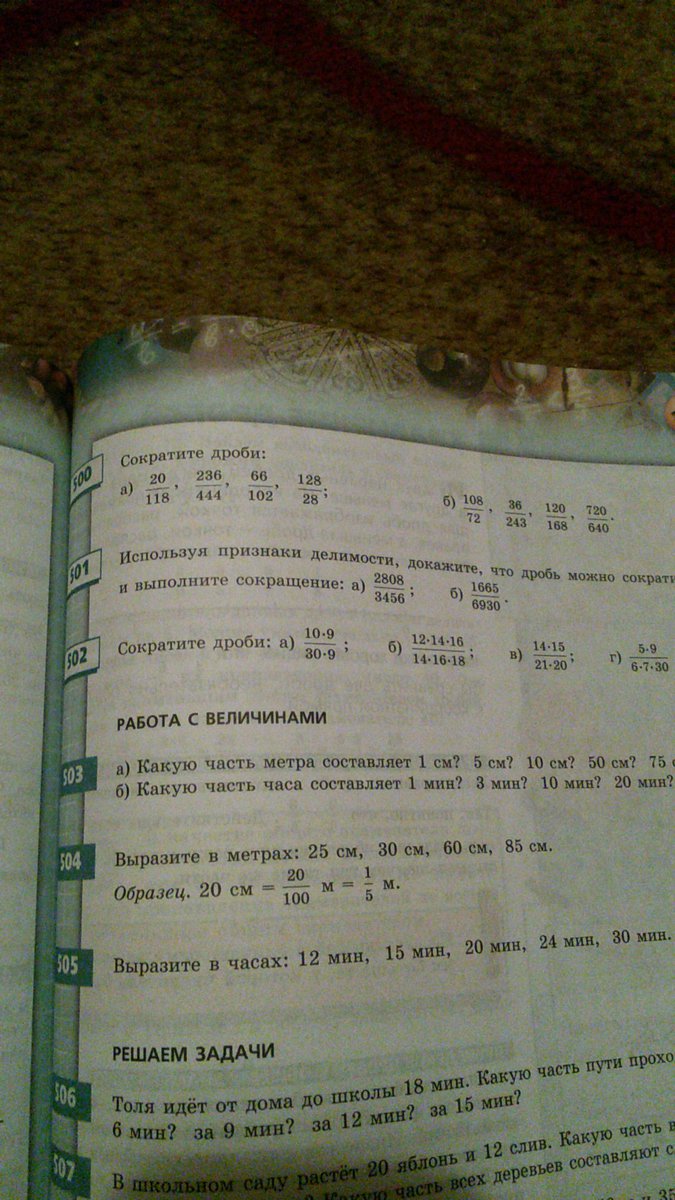 500 Сократите дроби:
а) 20/118, 236/444, 66/102, 128/28; б) 108/72, 36/243, 120/168, 720/640.
501 Используя признаки делимости, докажите, что дробь можно сократи
и выполните сокращение: а) 2808/3456; б) 1665/6930.
502 Сократите дроби: а) 10·9/30·9; б) 12·14·16/14·16·18; в) 14·15/21·20; г) 5·9/6·7·30
РАБОТА С ВЕЛИЧИНАМИ
503 а) Какую часть метра составляет 1 см? 5 см? 10 см? 50 см? 75 с
б) Какую часть часа составляет 1 мин? 3 мин? 10 мин? 20 мин?
504 Выразите в метрах: 25 см, 30 см, 60 см, 85 см.
Образец. 20 см = 20/100 м = 1/5 м.
505 Выразите в часах: 12 мин, 15 мин, 20 мин, 24 мин, 30 мин.
РЕШАЕМ ЗАДАЧИ
506 Толя идёт от дома до школы 18 мин. Какую часть пути прохо
6 мин? за 9 мин? за 12 мин? за 15 мин?
507 В школьном саду растёт 20 яблонь и 12 слив. Какую часть в
Какую часть всех деревьев составляют с